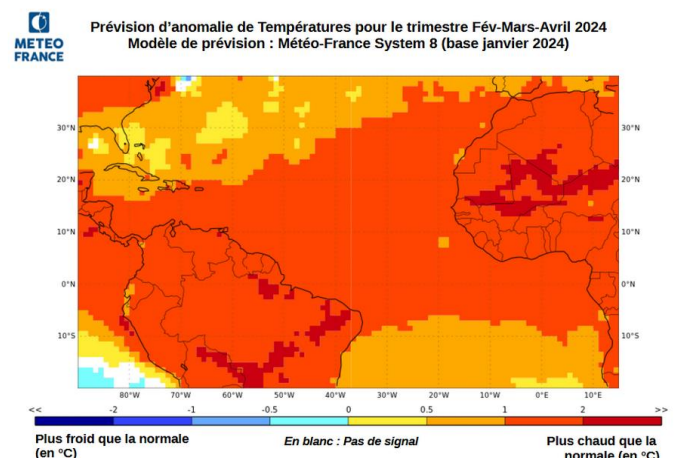 Prévision d'anomalie de Températures pour le trimestre Fév-Mars-Avril 2024
Modèle de prévision : Météo-France System 8 (base janvier 2024)
METEO
FRANCE
30°N 30°N
20°N 20°N
10°N 10°N
0°N 0°N
10°S 10°S
80°W 70°W 60°W 50°W 40°W 30°W 20°W 10°W 0°E 10°E
<< -2 -1 -0.5 0 0.5 1 2 >>
Plus froid que la normale
(en °C)
En blanc : Pas de signal
Plus chaud que la
normale (en °C)